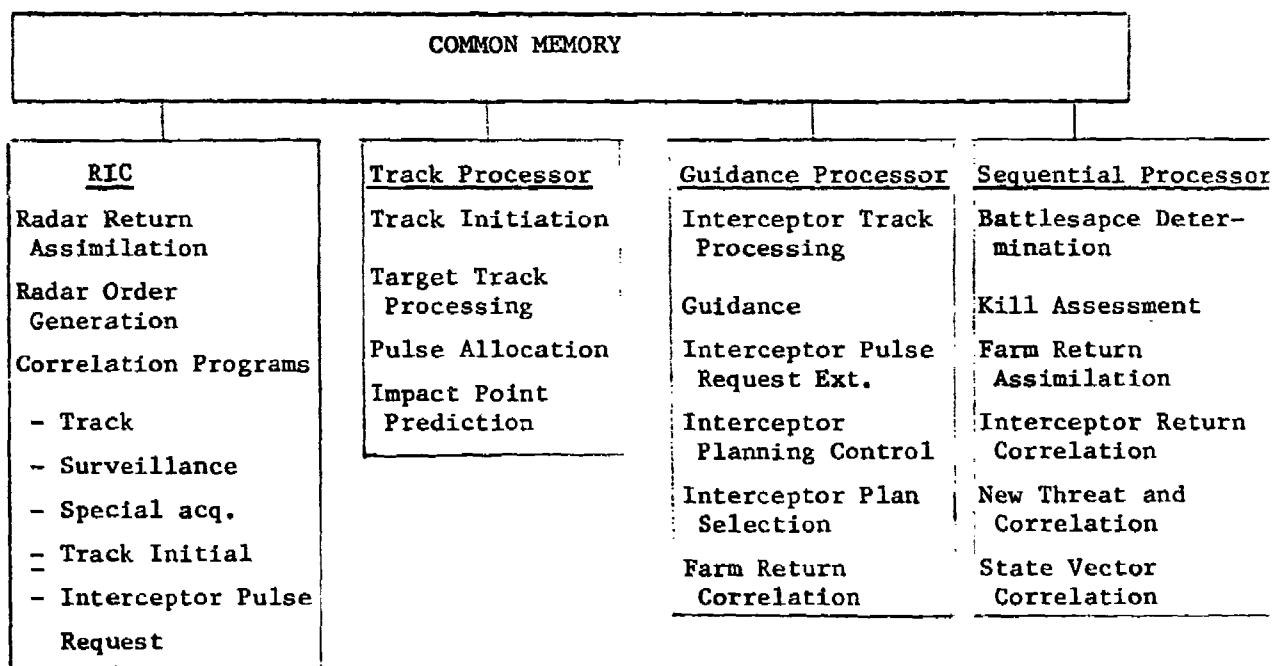 COMMON MEMORY
RIC
Radar Return
Assimilation
Radar Order
Generation
Correlation Programs
- Track
- Surveillance
- Special acq.
- Track Initial
- Interceptor Pulse
Request
Track Processor
Track Initiation
Target Track
Processing
Pulse Allocation
Impact Point
Prediction
Guidance Processor
Interceptor Track
Processing
Guidance
Interceptor Pulse
Request Ext.
Interceptor
Planning Control
Interceptor Plan
Selection
Farm Return
Correlation
Sequential Processor
Battlesapce Deter-
mination
Kill Assessment
Farm Return
Assimilation
Interceptor Return
Correlation
New Threat and
Correlation
State Vector
Correlation